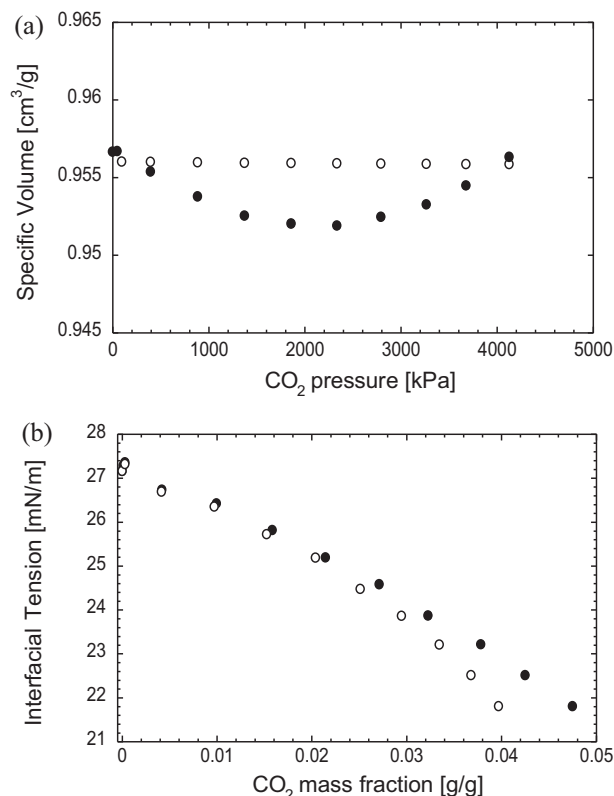 (a)
0.965
0.96
0.955
0.95
0.945
Specific Volume [cm³/g]
0 1000 2000 3000 4000 5000
CO₂ pressure [kPa]
(b)
28
27
26
25
24
23
22
21
Interfacial Tension [mN/m]
0 0.01 0.02 0.03 0.04 0.05
CO₂ mass fraction [g/g]